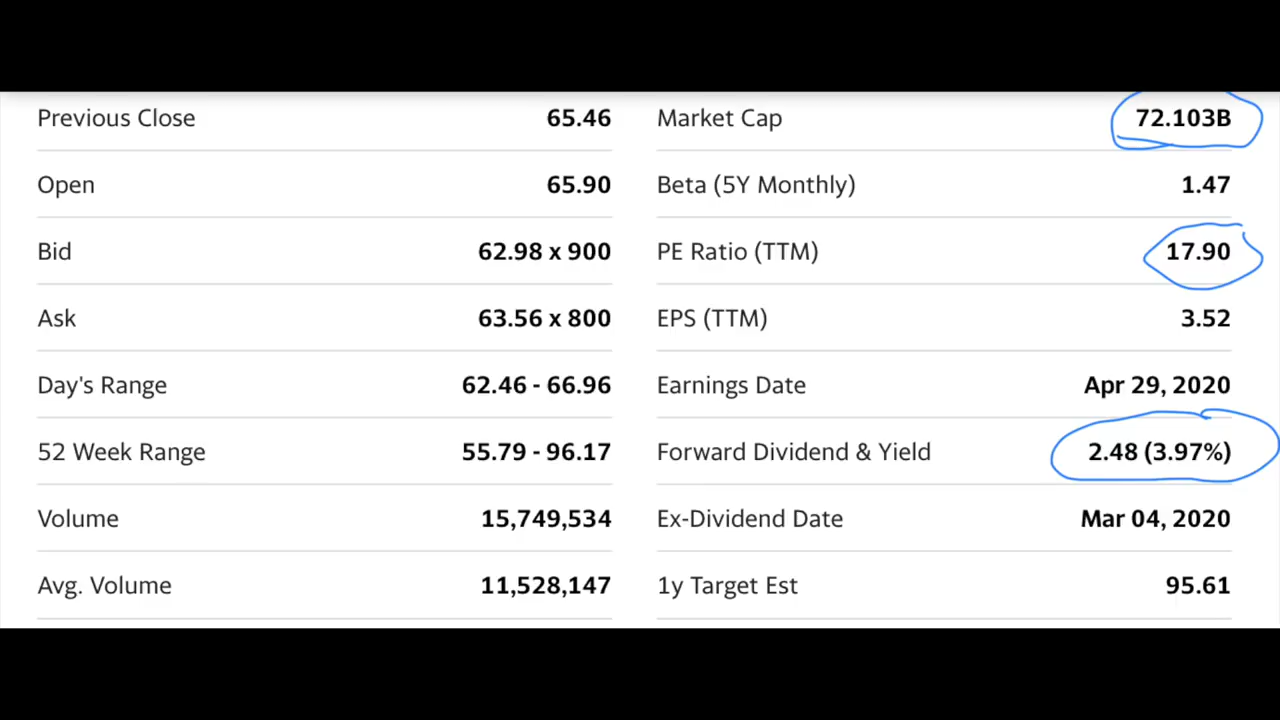 Previous Close 65.46
Open 65.90
Bid 62.98 x 900
Ask 63.56 x 800
Day's Range 62.46 - 66.96
52 Week Range 55.79 - 96.17
Volume 15,749,534
Avg. Volume 11,528,147
Market Cap 72.103B
Beta (5Y Monthly) 1.47
PE Ratio (TTM) 17.90
EPS (TTM) 3.52
Earnings Date Apr 29, 2020
Forward Dividend & Yield 2.48 (3.97%)
Ex-Dividend Date Mar 04, 2020
1y Target Est 95.61